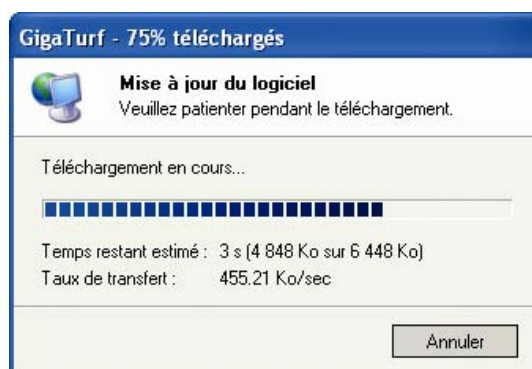 GigaTurf - 75% téléchargés
Mise à jour du logiciel
Veuillez patienter pendant le téléchargement.
Téléchargement en cours...
Temps restant estimé : 3 s (4 848 Ko sur 6 448 Ko)
Taux de transfert : 455.21 Ko/sec
Annuler